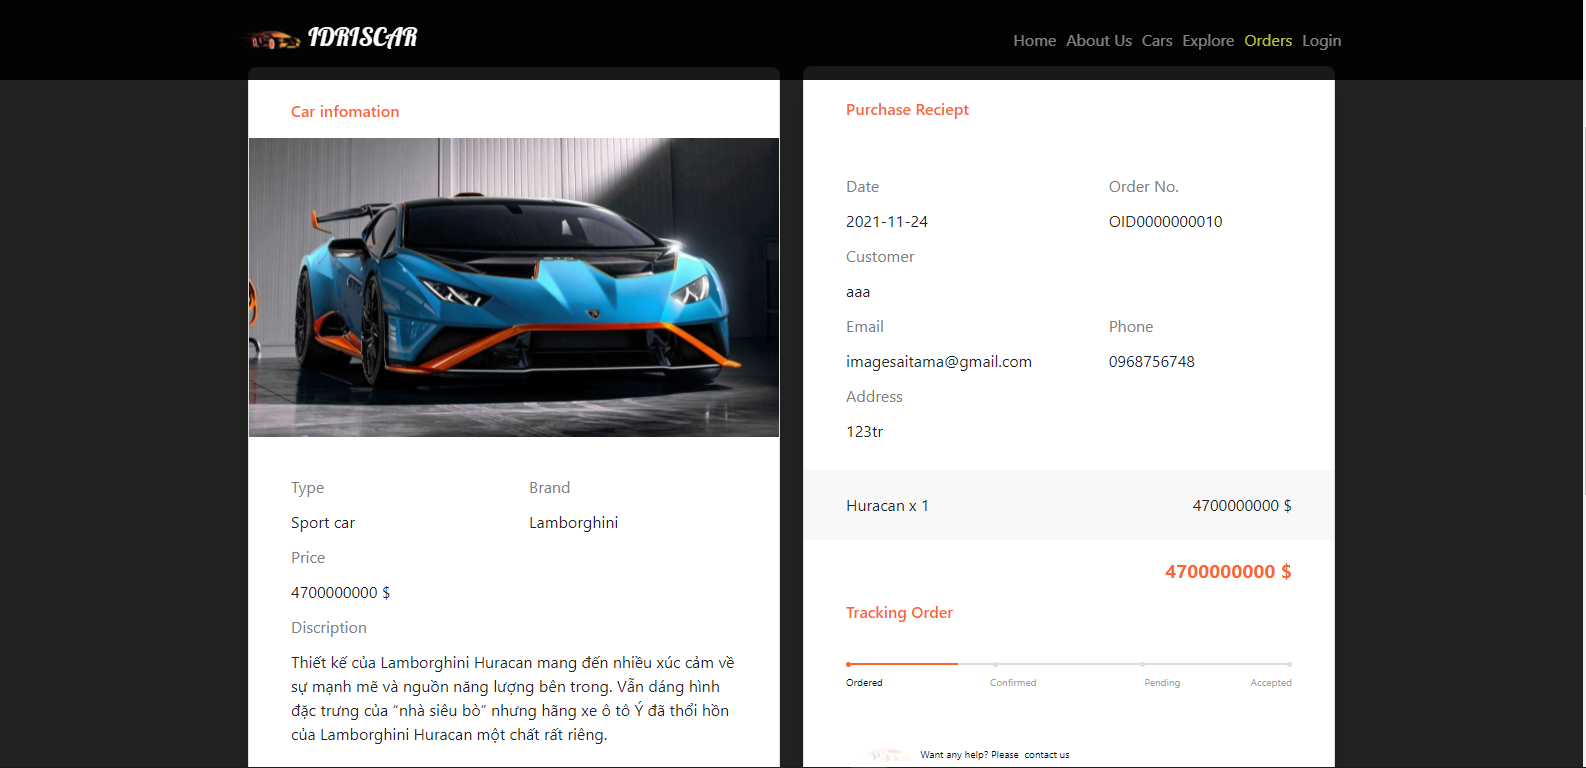 IDRISCAR
Home About Us Cars Explore Orders Login
Car infomation
Type Brand
Sport car Lamborghini
Price
4700000000 $
Discription
Thiết kế của Lamborghini Huracan mang đến nhiều xúc cảm về
sự mạnh mẽ và nguồn năng lượng bên trong. Vẫn dáng hình
đặc trưng của “nhà siêu bò” nhưng hãng xe ô tô Ý đã thổi hồn
của Lamborghini Huracan một chất rất riêng.
Purchase Reciept
Date Order No.
2021-11-24 OID0000000010
Customer
aaa
Email Phone
imagesaitama@gmail.com 0968756748
Address
123tr
Huracan x 1 4700000000 $
4700000000 $
Tracking Order
Ordered Confirmed Pending Accepted
Want any help? Please contact us